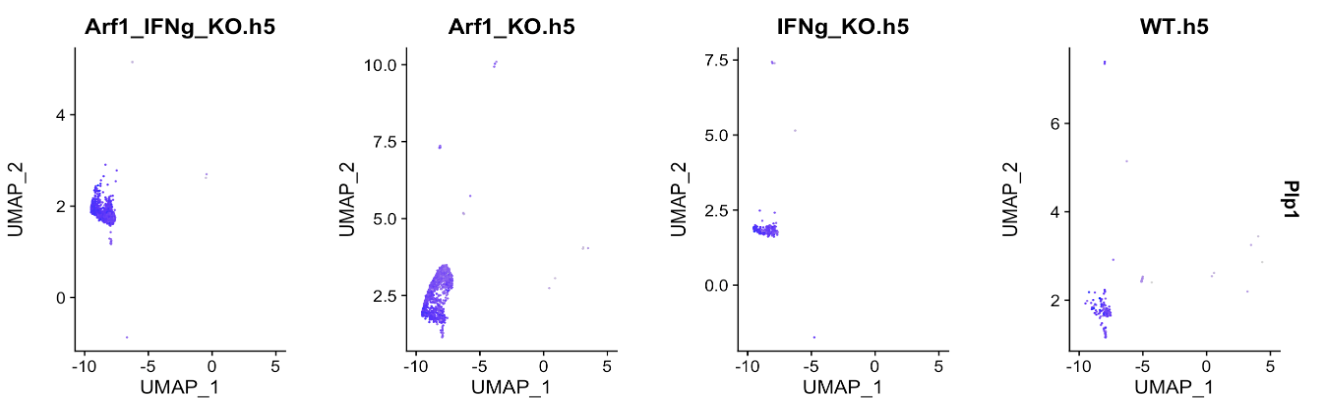 Arf1_IFNg_KO.h5 Arf1_KO.h5 IFNg_KO.h5 WT.h5
UMAP_2
4
2
0
-10 -5 0 5
UMAP_1
UMAP_2
10.0
7.5
5.0
2.5
-10 -5 0 5
UMAP_1
UMAP_2
7.5
5.0
2.5
0.0
-10 -5 0 5
UMAP_1
UMAP_2
6
4
2
-10 -5 0 5
UMAP_1
Plp1